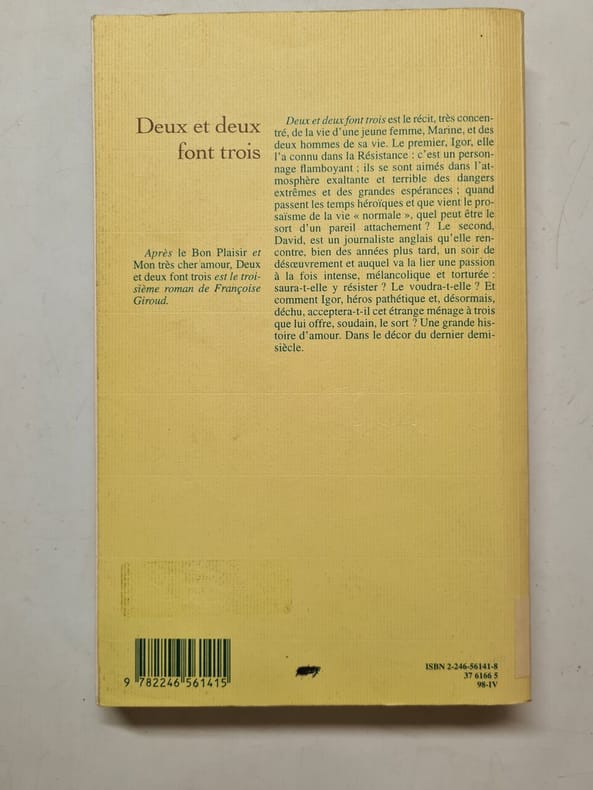 Deux et deux
font trois
Après le Bon Plaisir et
Mon très cher amour, Deux
et deux font trois est le troi-
sième roman de Françoise
Giroud.
Deux et deux font trois est le récit, très concen-
tré, de la vie d'une jeune femme, Marine, et des
deux hommes de sa vie. Le premier, Igor, elle
l'a connu dans la Résistance : c'est un person-
nage flamboyant ; ils se sont aimés dans l'at-
mosphère exaltante et terrible des dangers
extrêmes et des grandes espérances ; quand
passent les temps héroïques et que vient le pro-
saïsme de la vie « normale », quel peut être le
sort d'un pareil attachement ? Le second,
David, est un journaliste anglais qu'elle ren-
contre, bien des années plus tard, un soir de
désœuvrement et auquel va la lier une passion
à la fois intense, mélancolique et torturée :
saura-t-elle y résister ? Le voudra-t-elle ? Et
comment Igor, héros pathétique et, désormais,
déchu, acceptera-t-il cet étrange ménage à trois
que lui offre, soudain, le sort ? Une grande his-
toire d'amour. Dans le décor du dernier demi-
siècle.
9 782246 561415
ISBN 2-246-56141-8
37 6166 5
98-IV